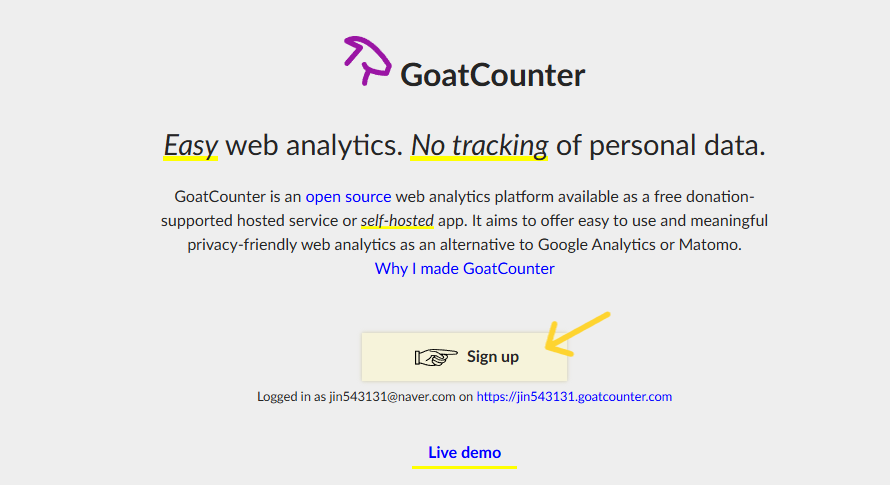 GoatCounter
Easy web analytics. No tracking of personal data.
GoatCounter is an open source web analytics platform available as a free donation-
supported hosted service or self-hosted app. It aims to offer easy to use and meaningful
privacy-friendly web analytics as an alternative to Google Analytics or Matomo.
Why I made GoatCounter
Sign up
Logged in as jin543131@naver.com on https://jin543131.goatcounter.com
Live demo